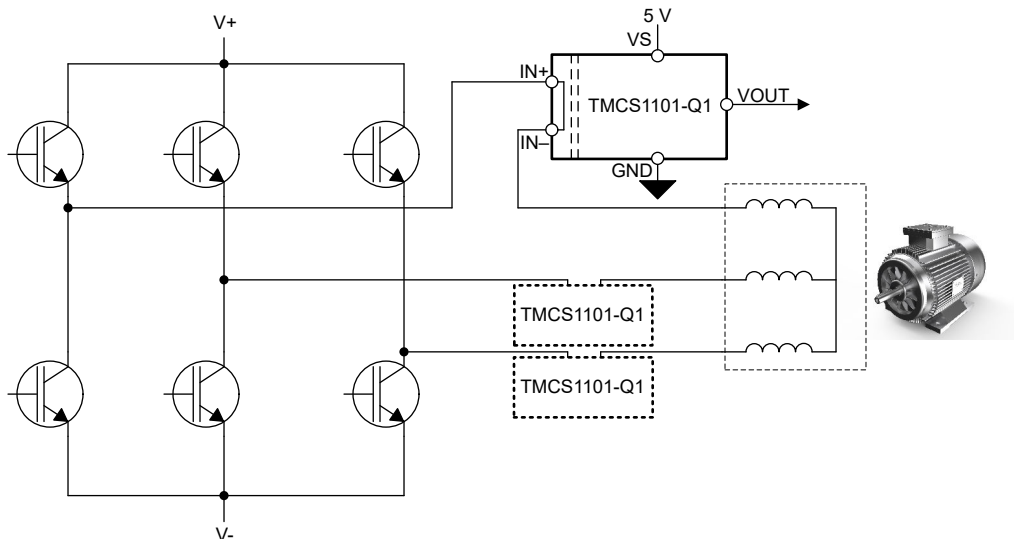 V+
5 V
VS
IN+
TMCS1101-Q1
VOUT
IN–
GND
TMCS1101-Q1
TMCS1101-Q1
V-